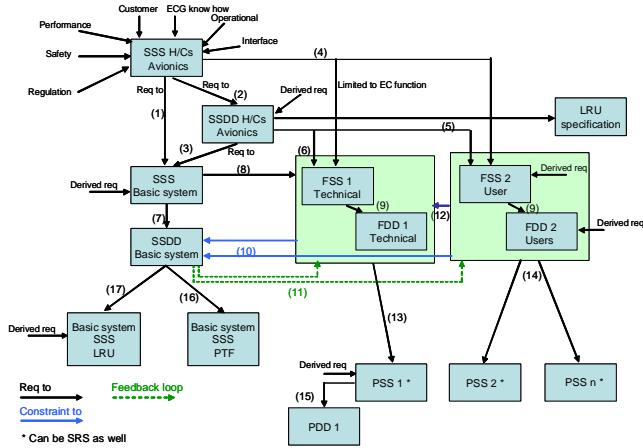 Customer
ECG know how
Operational
Performance
Interface
SSS H/Cs
Avionics
(4)
Safety
Regulation
Req to
Req to
(2)
Limited to EC function
Derived req
(1)
SSDD H/Cs
Avionics
LRU
specification
(3)
Req to
(6)
(5)
SSS
Basic system
(8)
Derived req
FSS 1
Technical
FSS 2
User
Derived req
(9)
(9)
(12)
(7)
FDD 1
Technical
FDD 2
Users
Derived req
SSDD
Basic system
(10)
(11)
(17)
(16)
(13)
(14)
Derived req
Basic system
SSS
LRU
Basic system
SSS
PTF
Derived req
PSS 1 *
PSS 2 *
PSS n *
(15)
PDD 1
Req to
Feedback loop
Constraint to
* Can be SRS as well